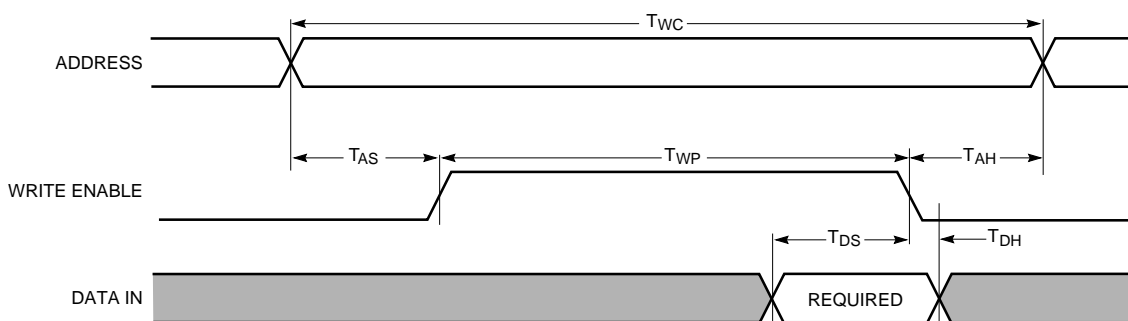 TWC
ADDRESS
TAS TWP TAH
WRITE ENABLE
TDS TDH
DATA IN REQUIRED